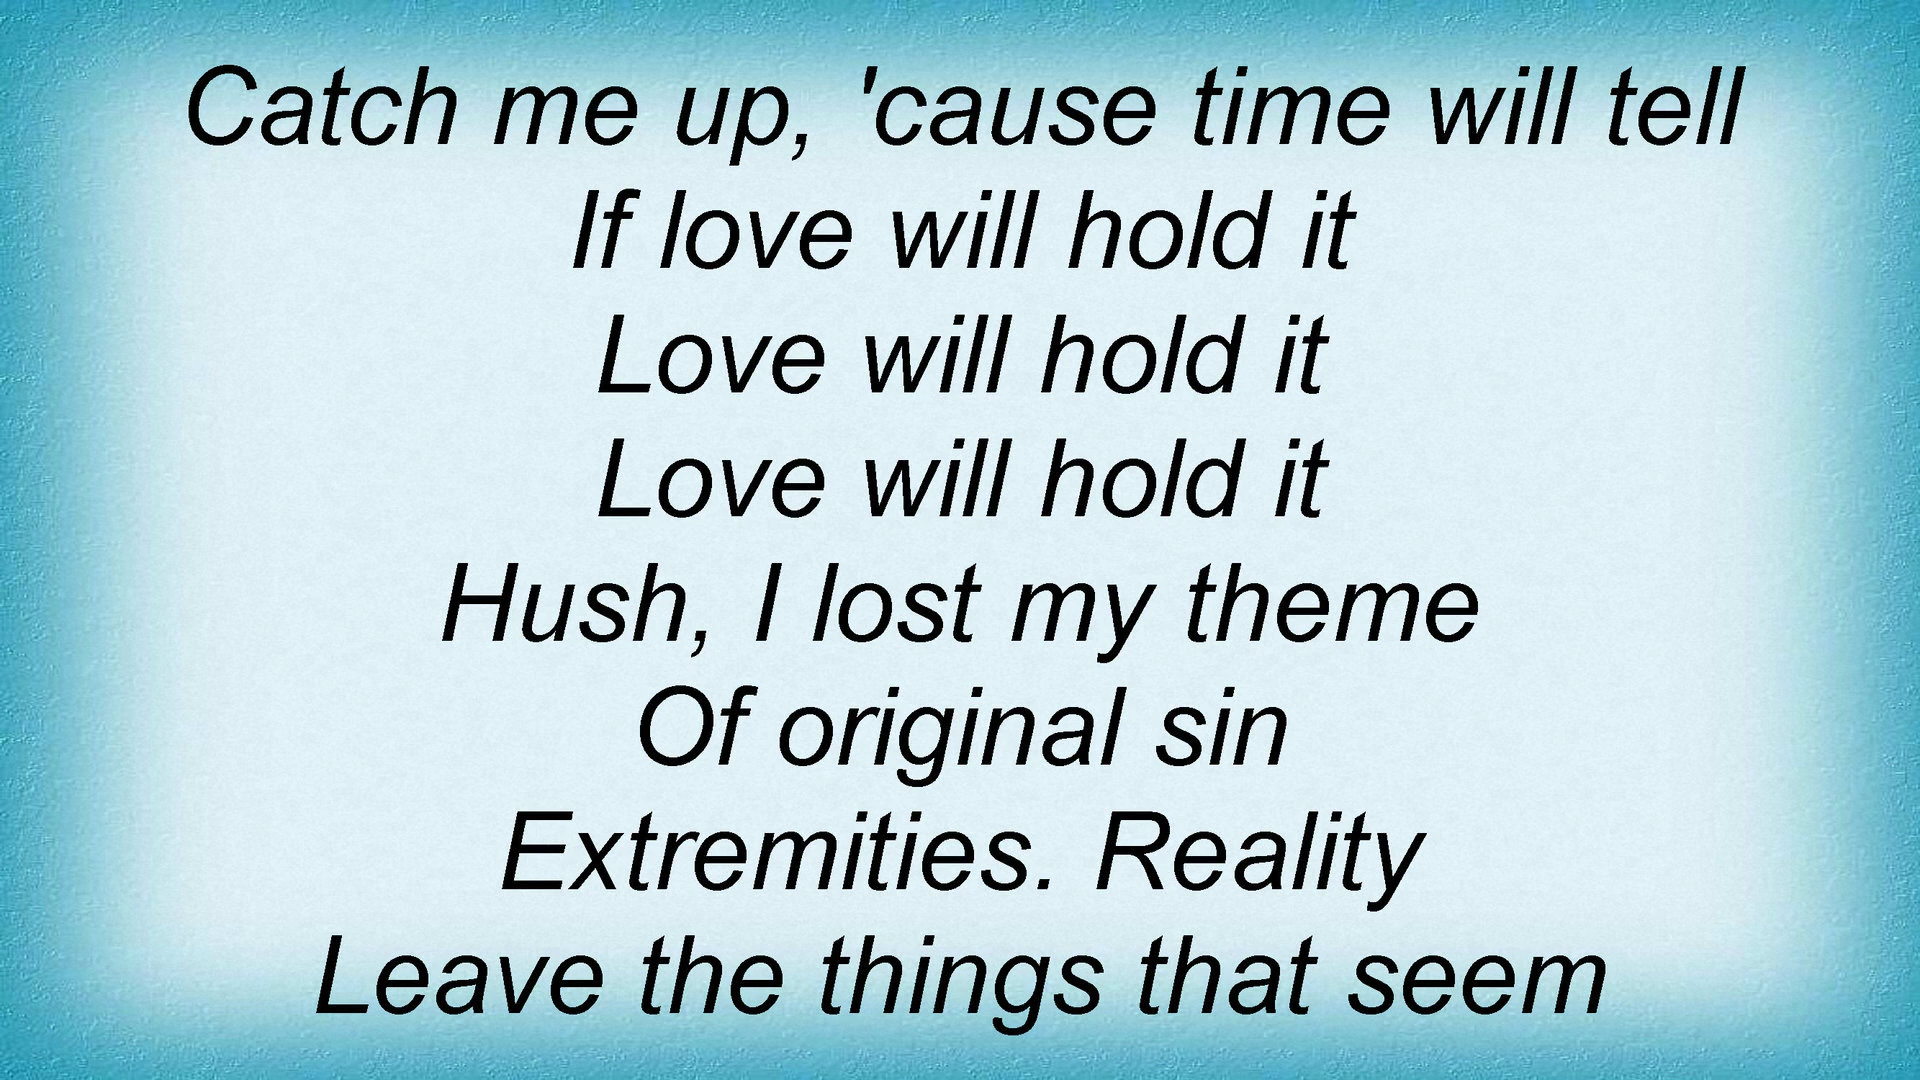 Catch me up, 'cause time will tell
If love will hold it
Love will hold it
Love will hold it
Hush, I lost my theme
Of original sin
Extremities. Reality
Leave the things that seem